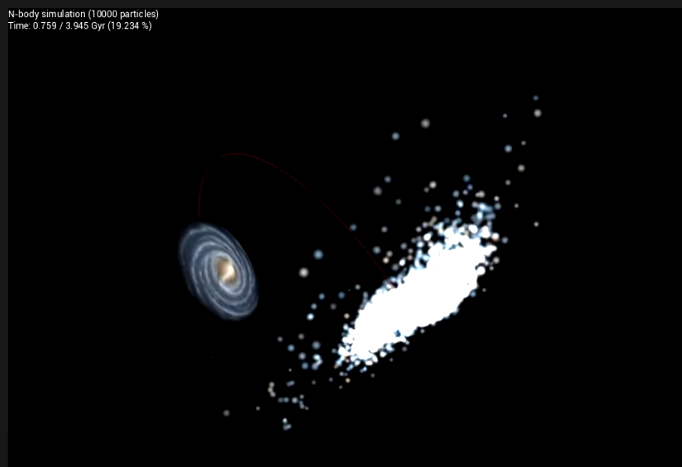 N-body simulation (10000 particles)
Time: 0.759 / 3.945 Gyr (19.234 %)